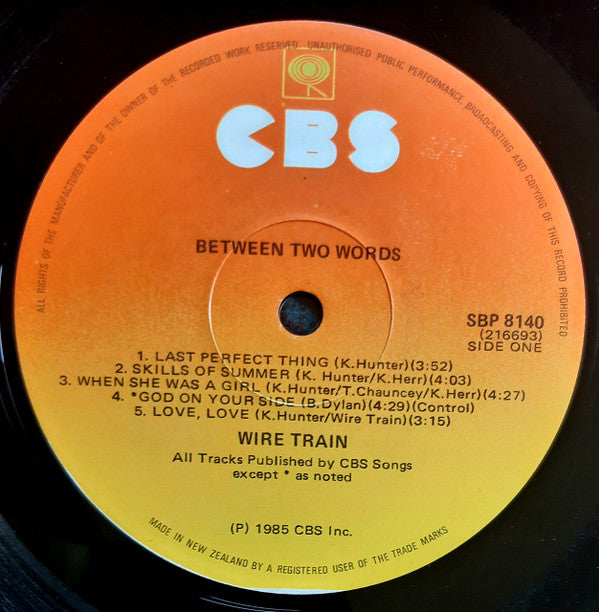 ALL RIGHTS OF THE MANUFACTURER AND OF THE OWNER OF THE RECORDED WORK RESERVED. UNAUTHORISED PUBLIC PERFORMANCE, BROADCASTING AND COPYING OF THIS RECORD PROHIBITED
CBS
BETWEEN TWO WORDS
SBP 8140
(216693)
SIDE ONE
1. LAST PERFECT THING (K.Hunter)(3:52)
2. SKILLS OF SUMMER (K. Hunter/K.Herr)(4:03)
3. WHEN SHE WAS A GIRL (K.Hunter/T.Chauncey/K.Herr)(4:27)
4. *GOD ON YOUR SIDE (B.Dylan)(4:29)(Control)
5. LOVE, LOVE (K.Hunter/Wire Train)(3:15)
WIRE TRAIN
All Tracks Published by CBS Songs
except * as noted
(P) 1985 CBS Inc.
MADE IN NEW ZEALAND BY A REGISTERED USER OF THE TRADE MARKS